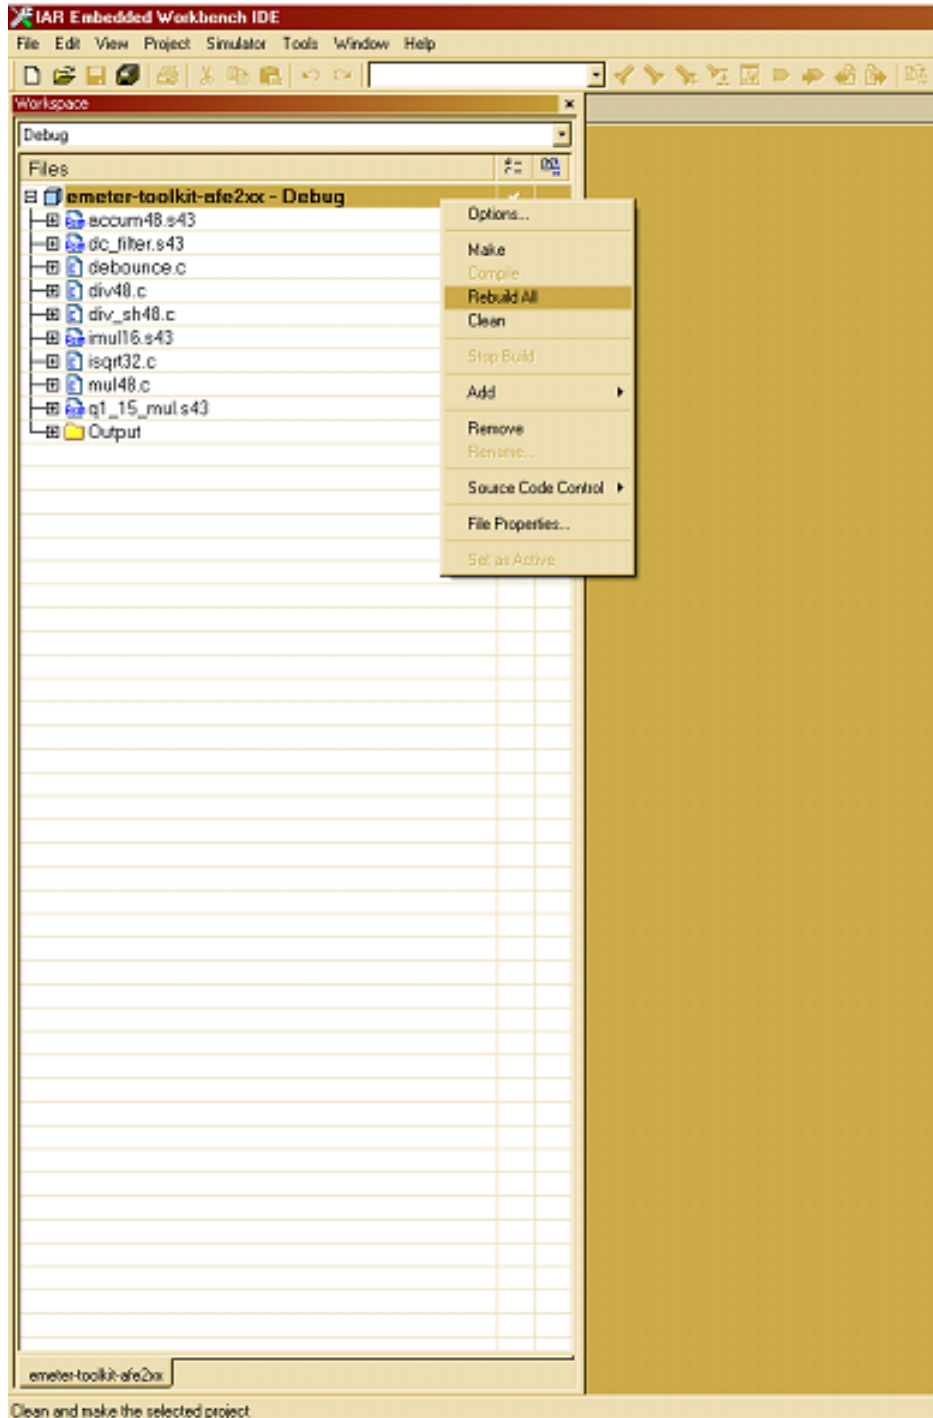 IAR Embedded Workbench IDE
File Edit View Project Simulator Tools Window Help
Workspace
Debug
Files
emeter-toolkit-afe2xx - Debug
accum48.s43
dc_filter.s43
debounce.c
div48.c
div_sh48.c
imul16.s43
isqrt32.c
mul48.c
q1_15_mul.s43
Output
Options...
Make
Compile
Rebuild All
Clean
Stop Build
Add
Remove
Rename...
Source Code Control
File Properties...
Set as Active
emeter-toolkit-afe2xx
Clean and make the selected project